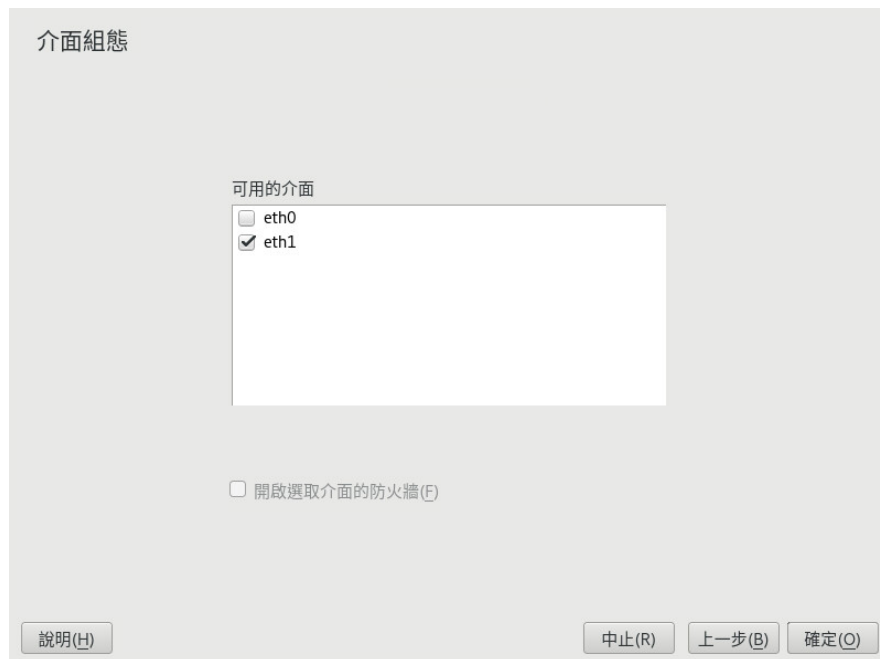 介面組態
可用的介面
eth0
eth1
開啟選取介面的防火牆(F)
說明(H)
中止(R)
上一步(B)
確定(O)